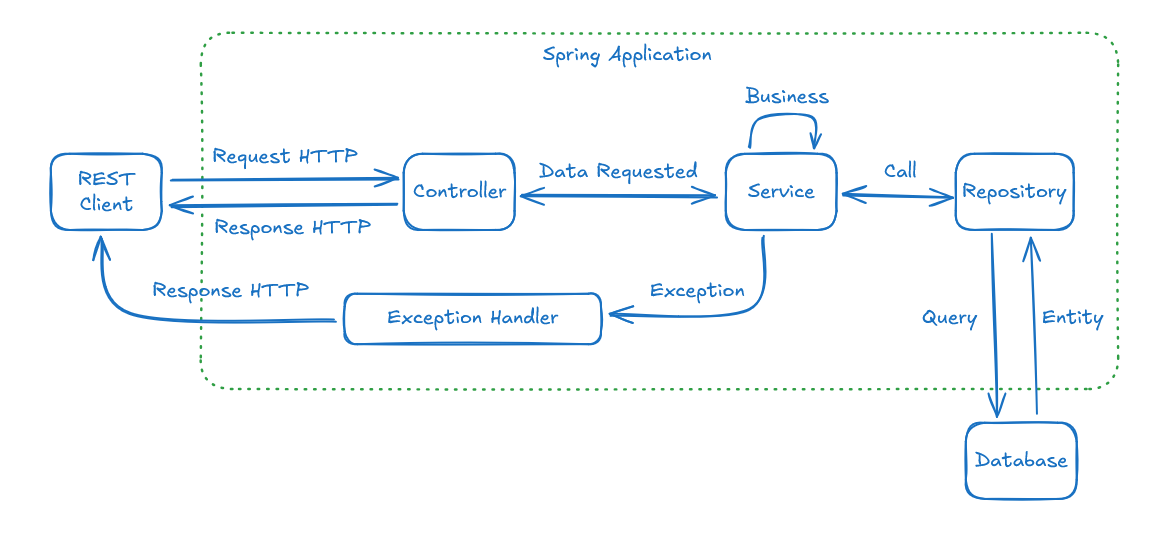 Spring Application
Business
Request HTTP
Data Requested
Call
REST
Client
Controller
Service
Repository
Response HTTP
Response HTTP
Exception
Exception Handler
Query
Entity
Database